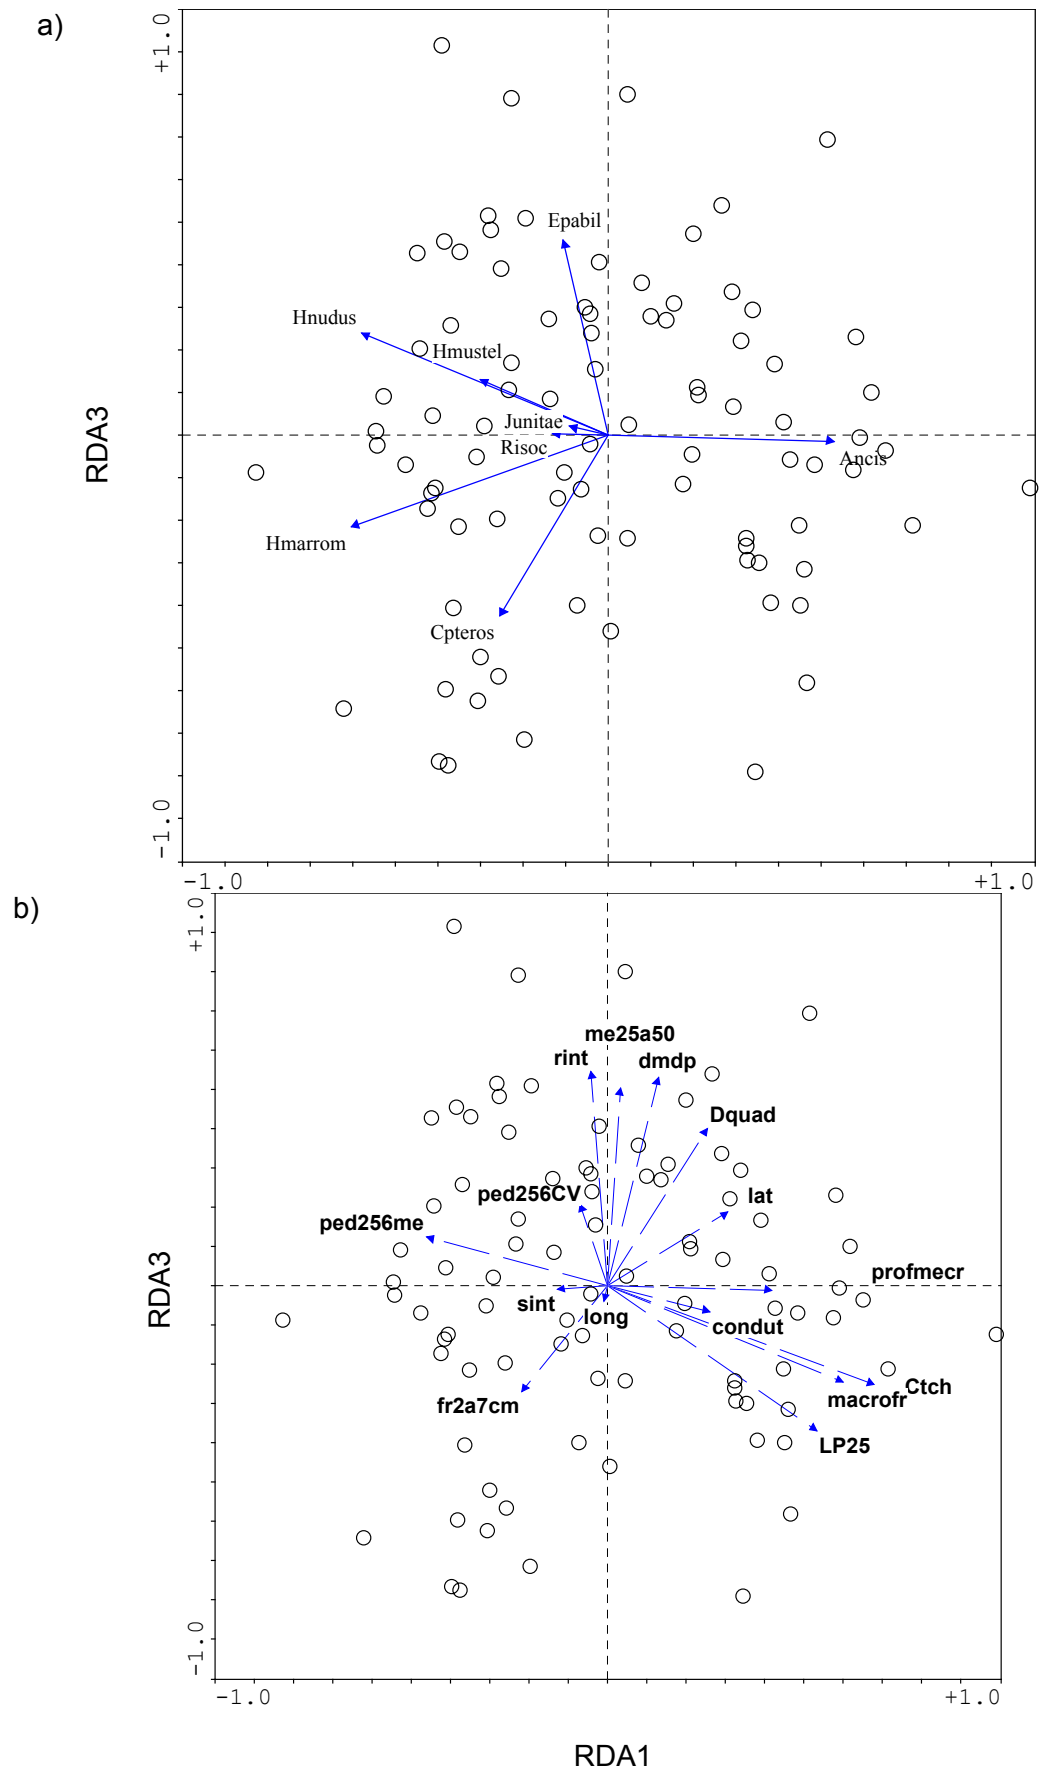 a)
+1.0
Epabil
Hnudus
Hmustel
Junitae
Risoc
Ancis
RDA3
Hmarrom
Cpteros
-1.0
-1.0 +1.0
b)
+1.0
me25a50
rint dmdp
Dquad
ped256CV lat
ped256me
profmecr
sint
long
condut
RDA3
Ctch
macrofr
fr2a7cm
LP25
-1.0
-1.0 +1.0
RDA1